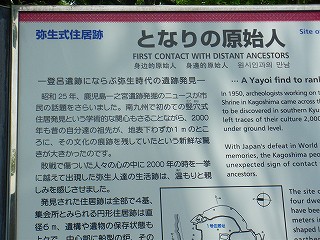 弥生式住居跡
となりの原始人
Site o
FIRST CONTACT WITH DISTANT ANCESTORS
身边的原始人 身邊的原始人 원시인과의 만남
―登呂遺跡にならぶ弥生時代の遺跡発見―
昭和25年、鹿児島一之宮遺跡発掘のニュースが市
民の話題をさらいました。南九州で初めての竪穴式
住居発見という学術的な関心もさることながら、2000
年も昔の自分達の祖先が、地表下わずか1mのとこ
ろに、その文化の痕跡を残していたという新鮮な驚
きが大きかったのです。
敗戦で傷ついた人々の心の中に2000年の時を一挙
に越えて出現した弥生人達の生活跡は、温もりと親
しみを感じさせました。
発見された住居跡は全部で4基、
集会所とみられる円形住居跡は直
径6m、遺構や遺物の保存状態も
... A Yayoi find to ran
In 1950, archeologists working on t
Shrine in Kagoshima came across th
to be discovered in southern Kyu
left traces of their culture 2,000
under ground level.
With Japan's defeat in World
memories, the Kagoshima peop
unexpected sign of contact
ancestors.
The site o
four dwe
have bee
meters i